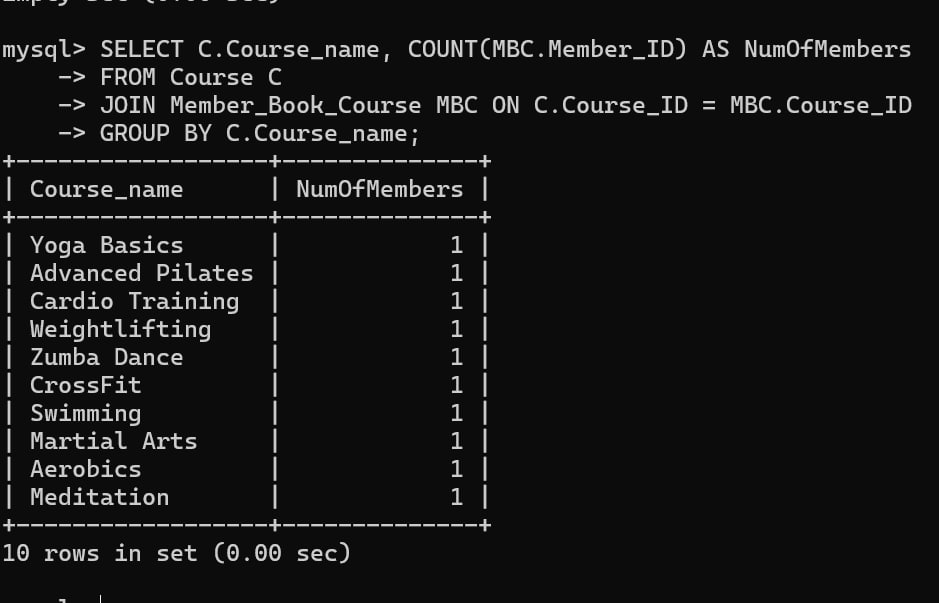 mysql> SELECT C.Course_name, COUNT(MBC.Member_ID) AS NumOfMembers
    -> FROM Course C
    -> JOIN Member_Book_Course MBC ON C.Course_ID = MBC.Course_ID
    -> GROUP BY C.Course_name;
+------------------+--------------+
| Course_name      | NumOfMembers |
+------------------+--------------+
| Yoga Basics      |            1 |
| Advanced Pilates |            1 |
| Cardio Training  |            1 |
| Weightlifting    |            1 |
| Zumba Dance      |            1 |
| CrossFit         |            1 |
| Swimming         |            1 |
| Martial Arts     |            1 |
| Aerobics         |            1 |
| Meditation       |            1 |
+------------------+--------------+
10 rows in set (0.00 sec)